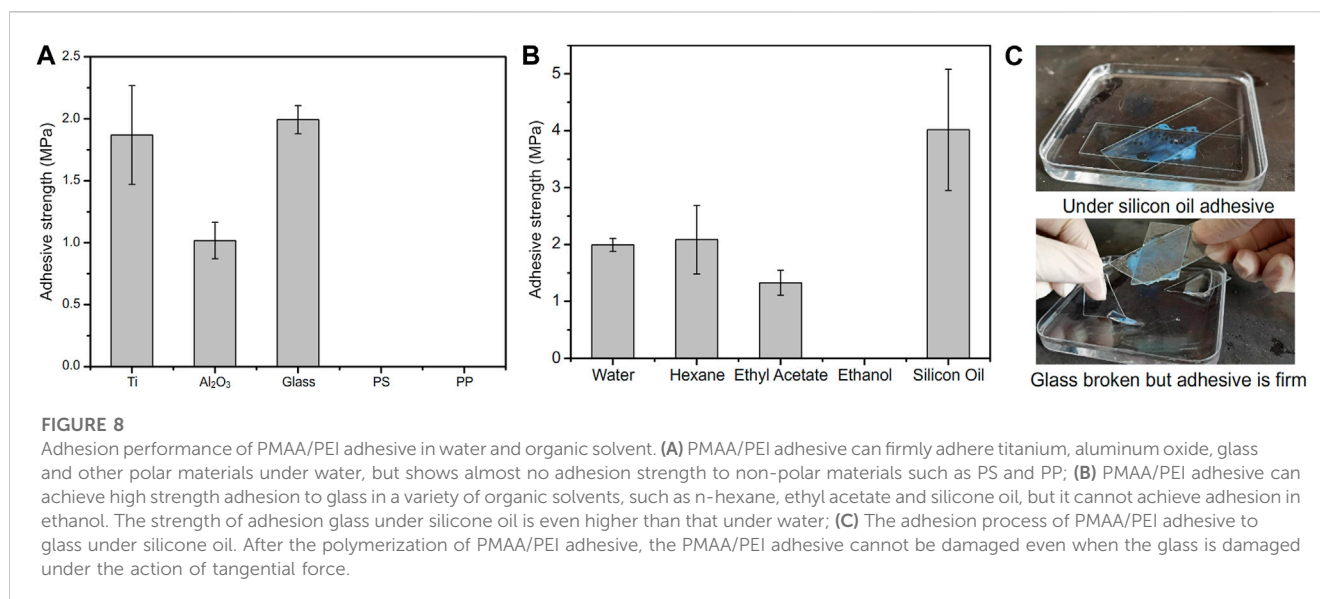 A
2.5
2.0
1.5
1.0
0.5
0.0
Adhesive strength (MPa)
Ti
Al₂O₃
Glass
PS
PP
B
5
4
3
2
1
0
Adhesive strength (MPa)
Water
Hexane
Ethyl Acetate
Ethanol
Silicon Oil
C
Under silicon oil adhesive
Glass broken but adhesive is firm
FIGURE 8
Adhesion performance of PMAA/PEI adhesive in water and organic solvent. (A) PMAA/PEI adhesive can firmly adhere titanium, aluminum oxide, glass
and other polar materials under water, but shows almost no adhesion strength to non-polar materials such as PS and PP; (B) PMAA/PEI adhesive can
achieve high strength adhesion to glass in a variety of organic solvents, such as n-hexane, ethyl acetate and silicone oil, but it cannot achieve adhesion in
ethanol. The strength of adhesion glass under silicone oil is even higher than that under water; (C) The adhesion process of PMAA/PEI adhesive to
glass under silicone oil. After the polymerization of PMAA/PEI adhesive, the PMAA/PEI adhesive cannot be damaged even when the glass is damaged
under the action of tangential force.